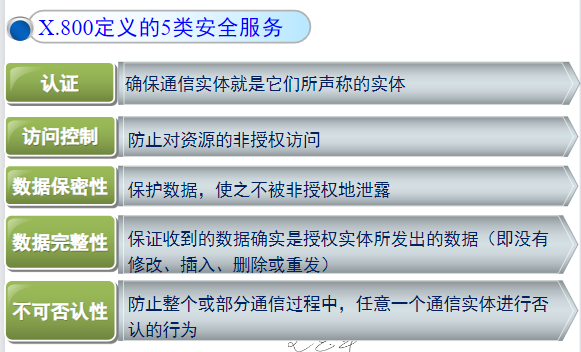 X.800定义的5类安全服务
认证
确保通信实体就是它们所声称的实体
访问控制
防止对资源的非授权访问
数据保密性
保护数据，使之不被非授权地泄露
数据完整性
保证收到的数据确实是授权实体所发出的数据（即没有
修改、插入、删除或重发）
不可否认性
防止整个或部分通信过程中，任意一个通信实体进行否
认的行为